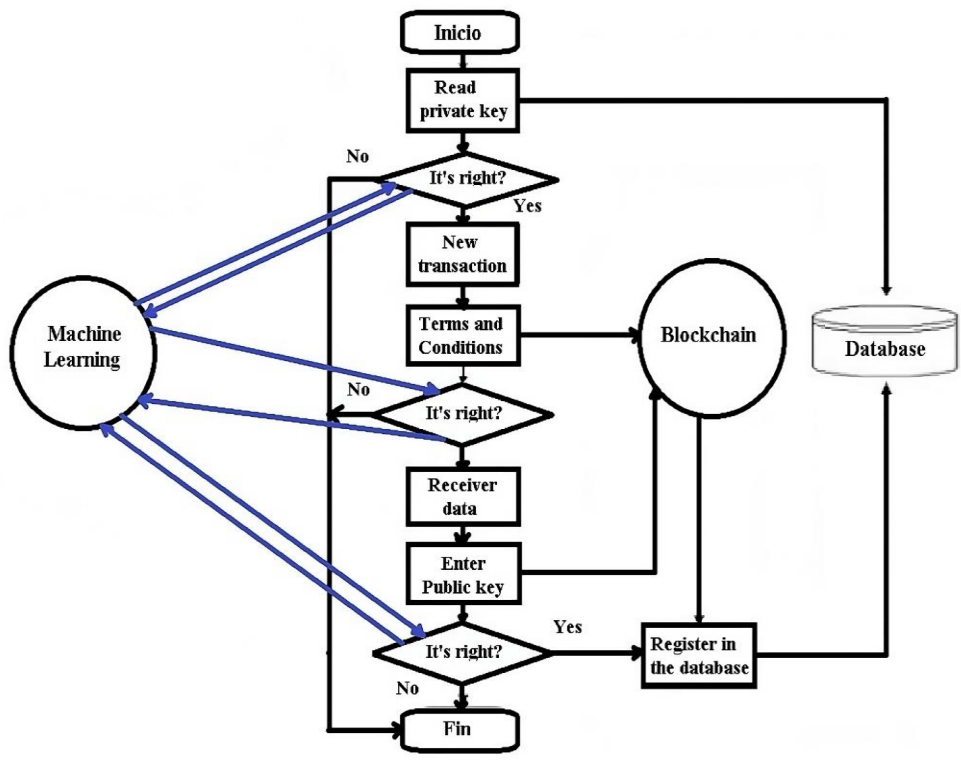 Inicio
Read
private key
No
It's right?
Yes
New
transaction
Terms and
Conditions
Blockchain
Database
Machine
Learning
No
It's right?
Receiver
data
Enter
Public key
Yes
It's right?
Register in
the database
No
Fin